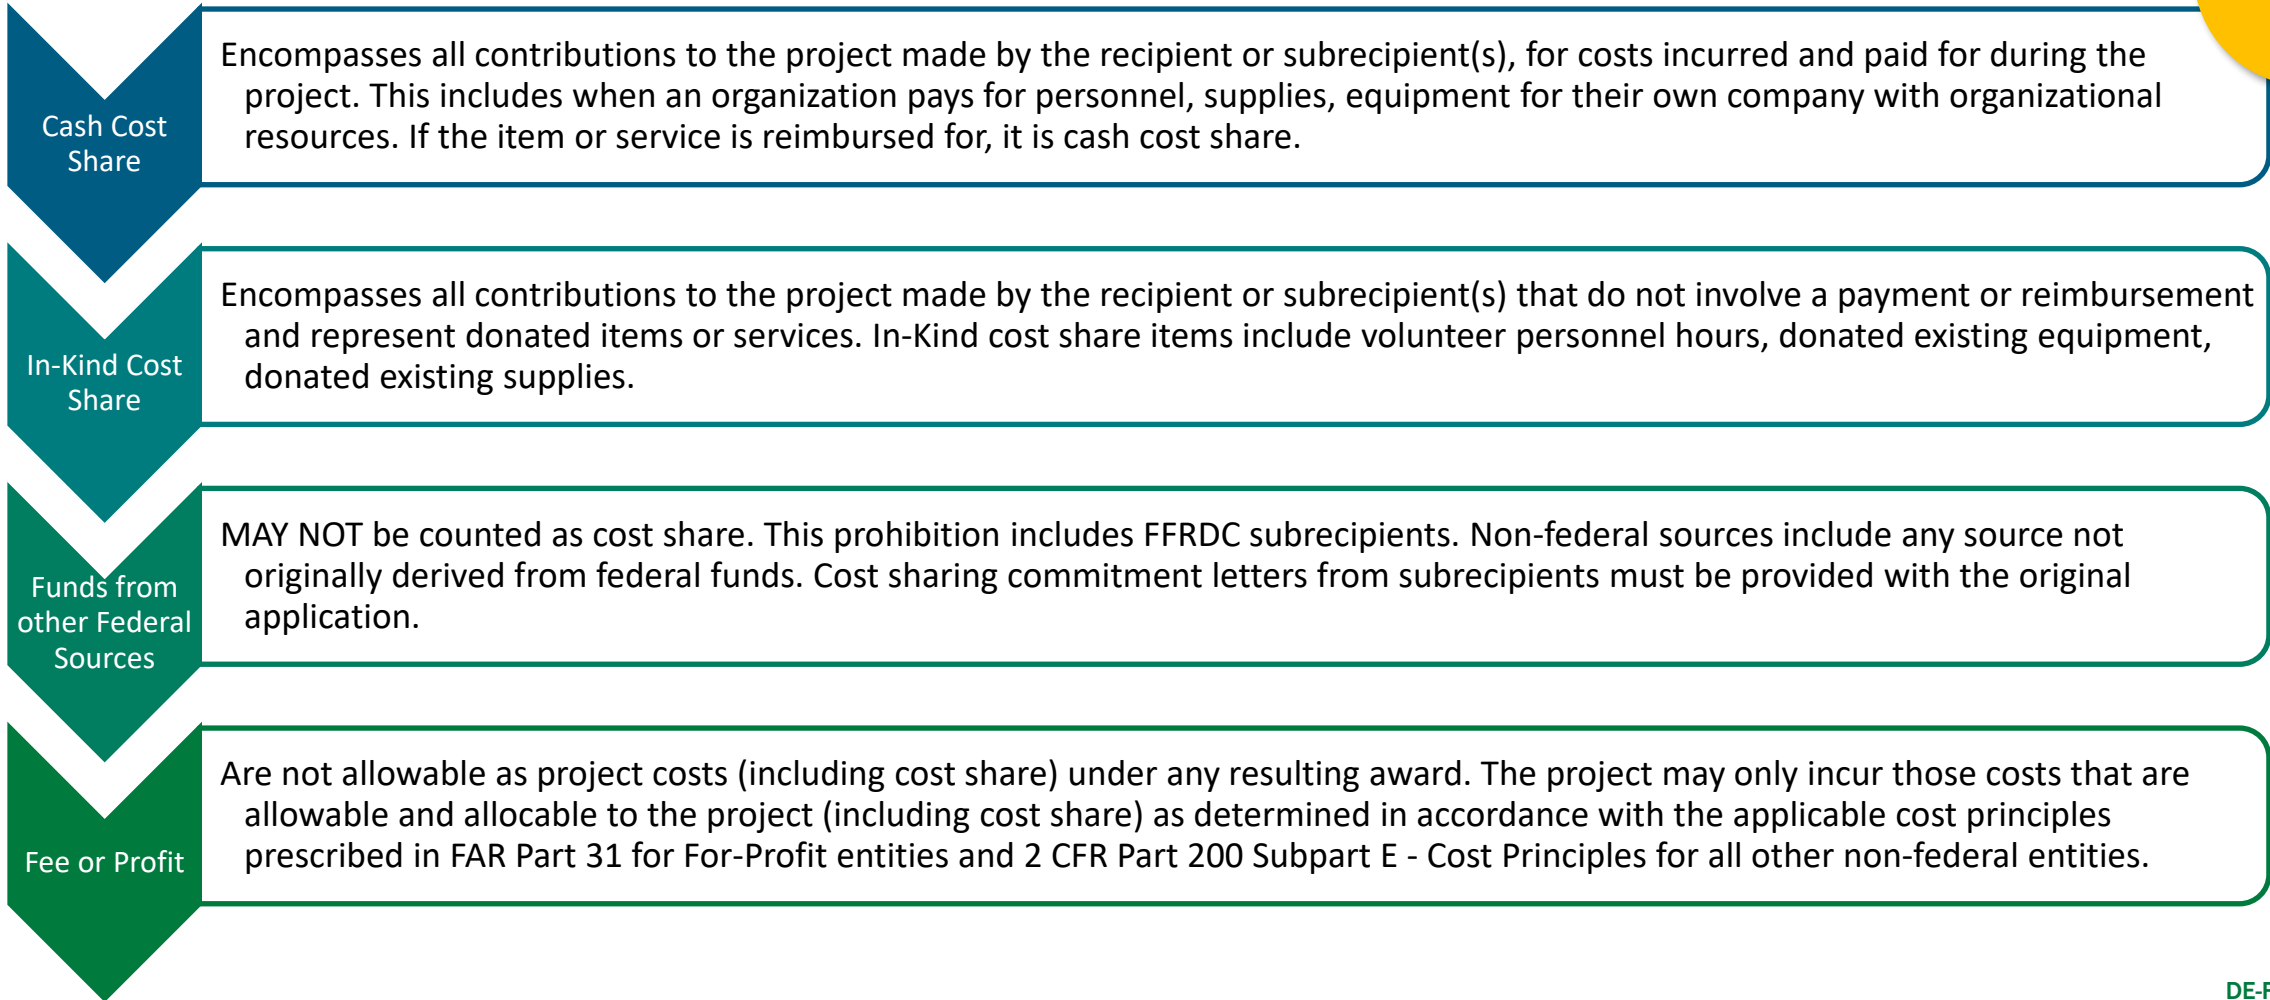 Cash Cost
Share
Encompasses all contributions to the project made by the recipient or subrecipient(s), for costs incurred and paid for during the
project. This includes when an organization pays for personnel, supplies, equipment for their own company with organizational
resources. If the item or service is reimbursed for, it is cash cost share.
In-Kind Cost
Share
Encompasses all contributions to the project made by the recipient or subrecipient(s) that do not involve a payment or reimbursement
and represent donated items or services. In-Kind cost share items include volunteer personnel hours, donated existing equipment,
donated existing supplies.
Funds from
other Federal
Sources
MAY NOT be counted as cost share. This prohibition includes FFRDC subrecipients. Non-federal sources include any source not
originally derived from federal funds. Cost sharing commitment letters from subrecipients must be provided with the original
application.
Fee or Profit
Are not allowable as project costs (including cost share) under any resulting award. The project may only incur those costs that are
allowable and allocable to the project (including cost share) as determined in accordance with the applicable cost principles
prescribed in FAR Part 31 for For-Profit entities and 2 CFR Part 200 Subpart E - Cost Principles for all other non-federal entities.